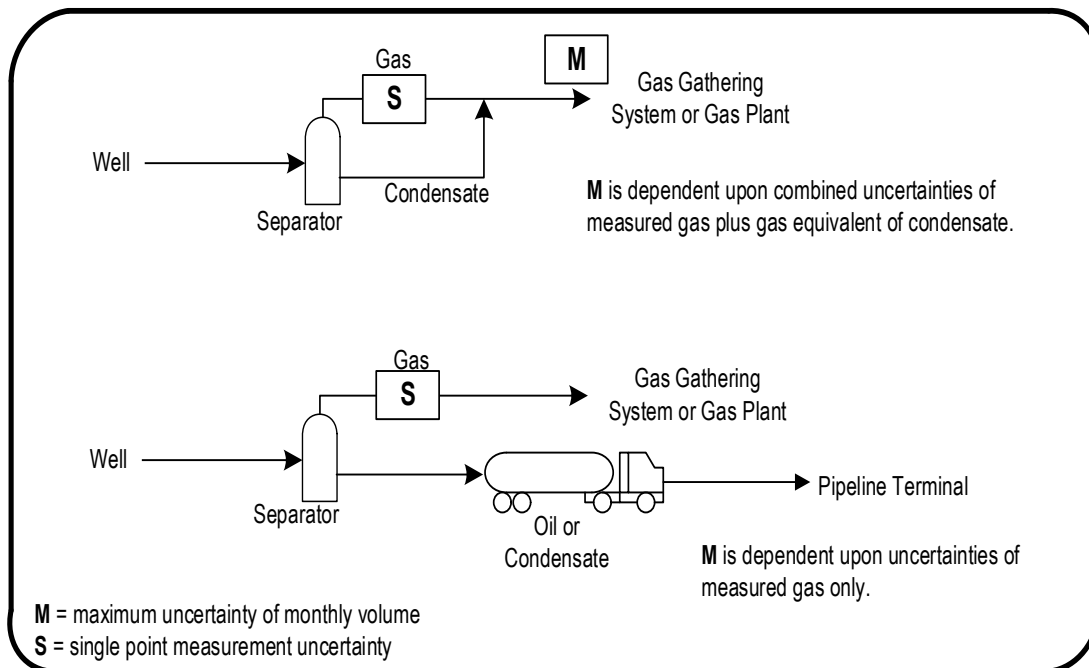 Gas
S
M
Gas Gathering
System or Gas Plant
Well
Condensate
Separator
M is dependent upon combined uncertainties of
measured gas plus gas equivalent of condensate.
Gas
S
Gas Gathering
System or Gas Plant
Well
Separator
Pipeline Terminal
Oil or
Condensate
M is dependent upon uncertainties of
measured gas only.
M = maximum uncertainty of monthly volume
S = single point measurement uncertainty